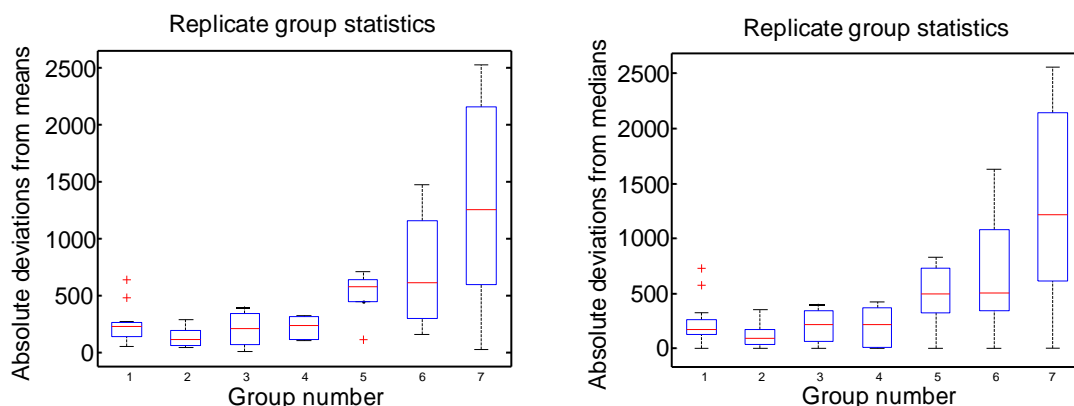 Replicate group statistics
Absolute deviations from means
2500
2000
1500
1000
500
0
1 2 3 4 5 6 7
Group number
Replicate group statistics
Absolute deviations from medians
2500
2000
1500
1000
500
0
1 2 3 4 5 6 7
Group number